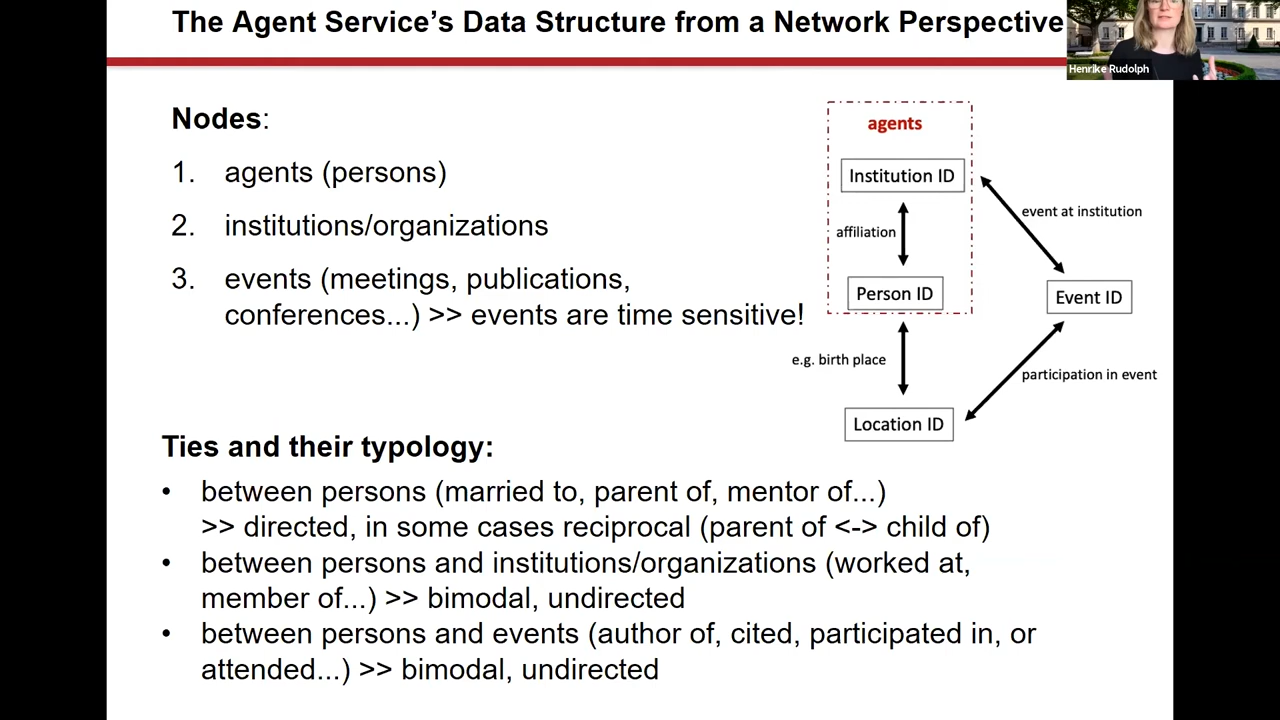 The Agent Service's Data Structure from a Network Perspective
Henrike Rudolph
Nodes:
1. agents (persons)
2. institutions/organizations
3. events (meetings, publications,
conferences...) >> events are time sensitive!
agents
Institution ID
event at institution
affiliation
Person ID
Event ID
e.g. birth place
participation in event
Location ID
Ties and their typology:
• between persons (married to, parent of, mentor of...)
>> directed, in some cases reciprocal (parent of <-> child of)
• between persons and institutions/organizations (worked at,
member of...) >> bimodal, undirected
• between persons and events (author of, cited, participated in, or
attended...) >> bimodal, undirected